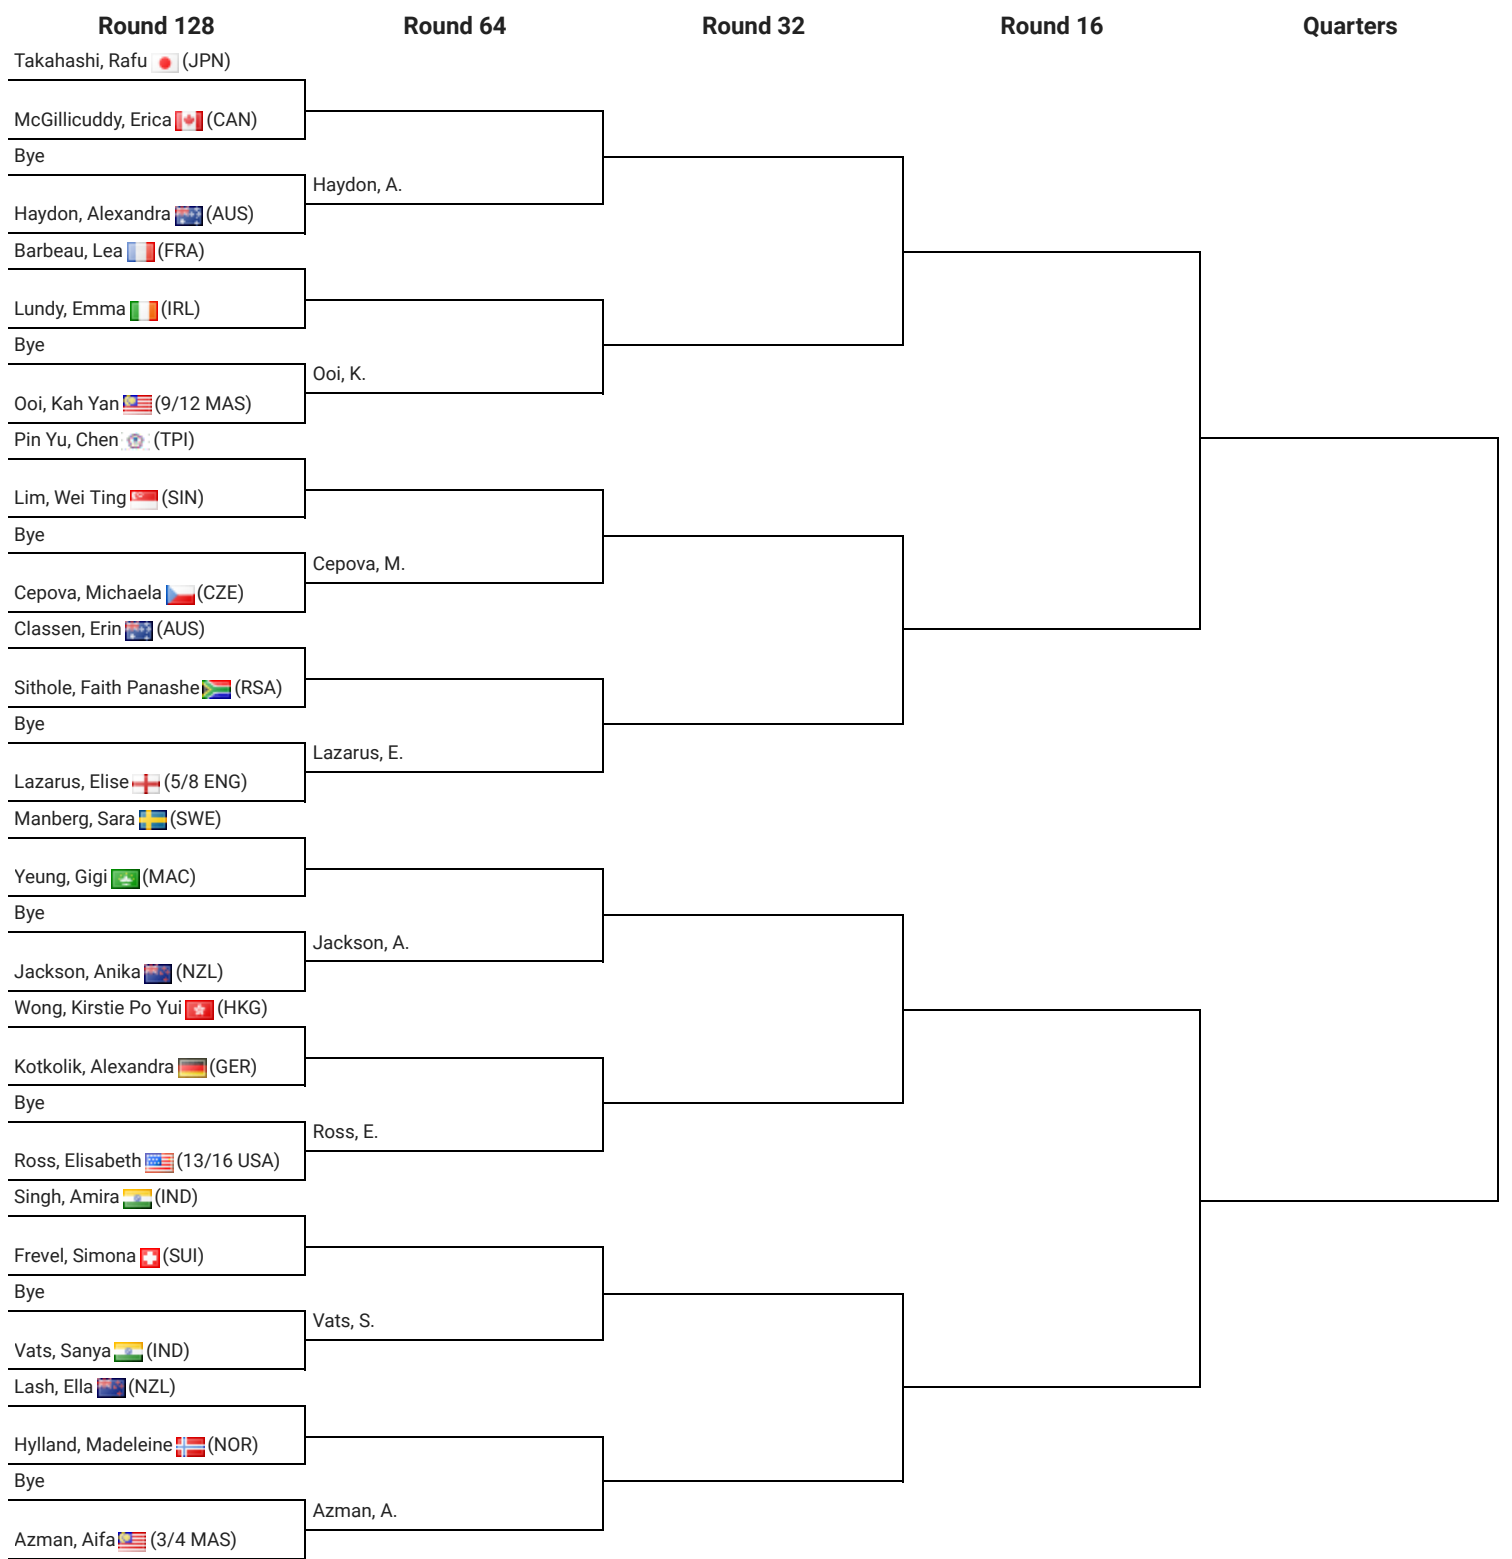 Round 128 Round 64 Round 32 Round 16 Quarters
Takahashi, Rafu (JPN)
McGillicuddy, Erica (CAN)
Bye
Haydon, A.
Haydon, Alexandra (AUS)
Barbeau, Lea (FRA)
Lundy, Emma (IRL)
Bye
Ooi, K.
Ooi, Kah Yan (9/12 MAS)
Pin Yu, Chen (TPI)
Lim, Wei Ting (SIN)
Bye
Cepova, M.
Cepova, Michaela (CZE)
Classen, Erin (AUS)
Sithole, Faith Panashe (RSA)
Bye
Lazarus, E.
Lazarus, Elise (5/8 ENG)
Manberg, Sara (SWE)
Yeung, Gigi (MAC)
Bye
Jackson, A.
Jackson, Anika (NZL)
Wong, Kirstie Po Yui (HKG)
Kotkolik, Alexandra (GER)
Bye
Ross, E.
Ross, Elisabeth (13/16 USA)
Singh, Amira (IND)
Frevel, Simona (SUI)
Bye
Vats, S.
Vats, Sanya (IND)
Lash, Ella (NZL)
Hylland, Madeleine (NOR)
Bye
Azman, A.
Azman, Aifa (3/4 MAS)